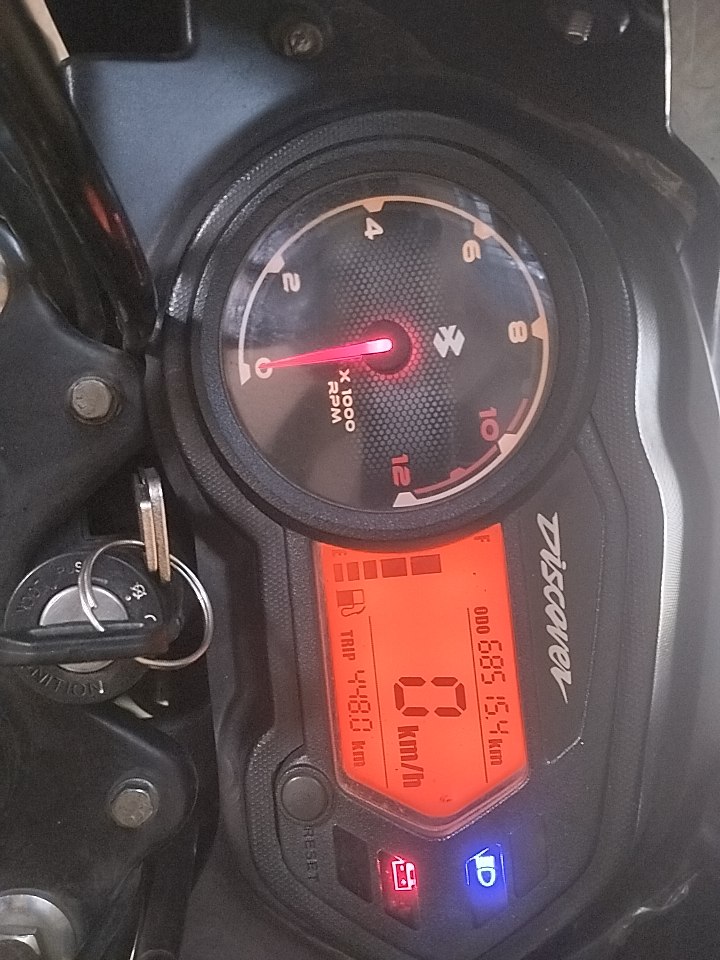 0
2
4
6
8
10
12
X 1000
RPM
Discover
F
ODO 68515.4 km
0 km/h
E
TRIP 448.0 km
RESET
IGNITION